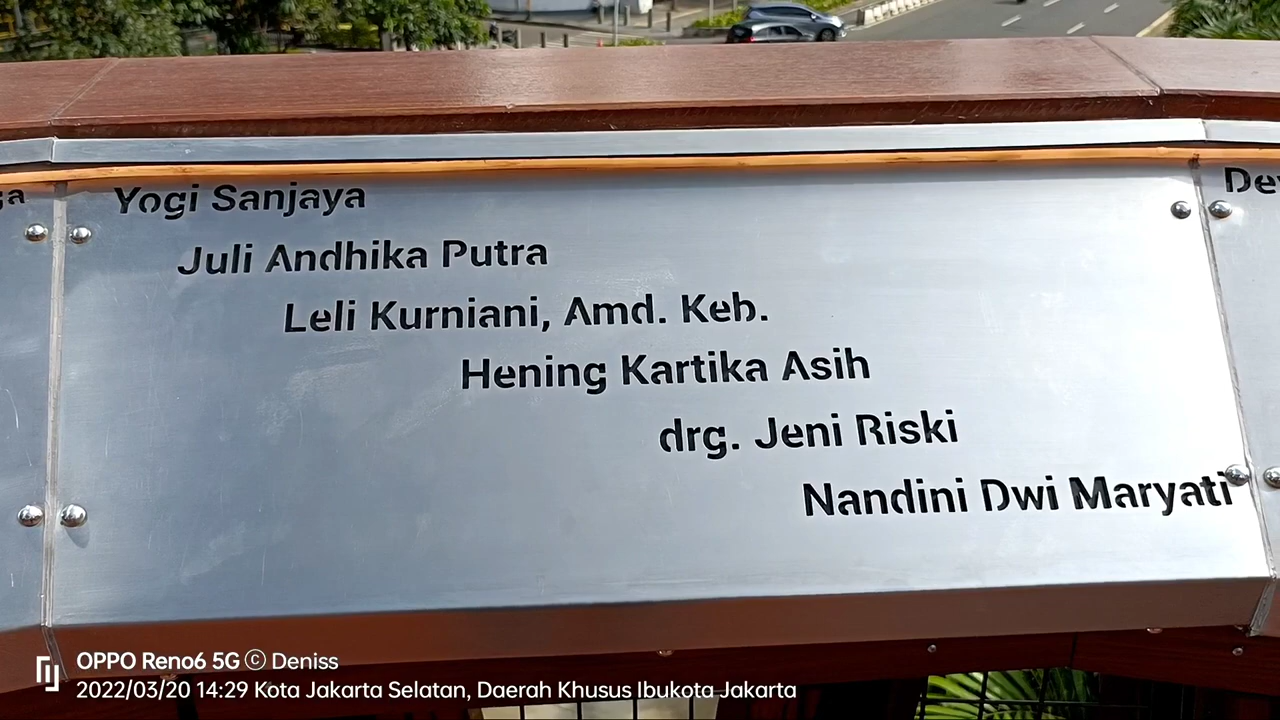 Yogi Sanjaya
Juli Andhika Putra
Leli Kurniani, Amd. Keb.
Hening Kartika Asih
drg. Jeni Riski
Nandini Dwi Maryati
OPPO Reno6 5G © Deniss
2022/03/20 14:29 Kota Jakarta Selatan, Daerah Khusus Ibukota Jakarta